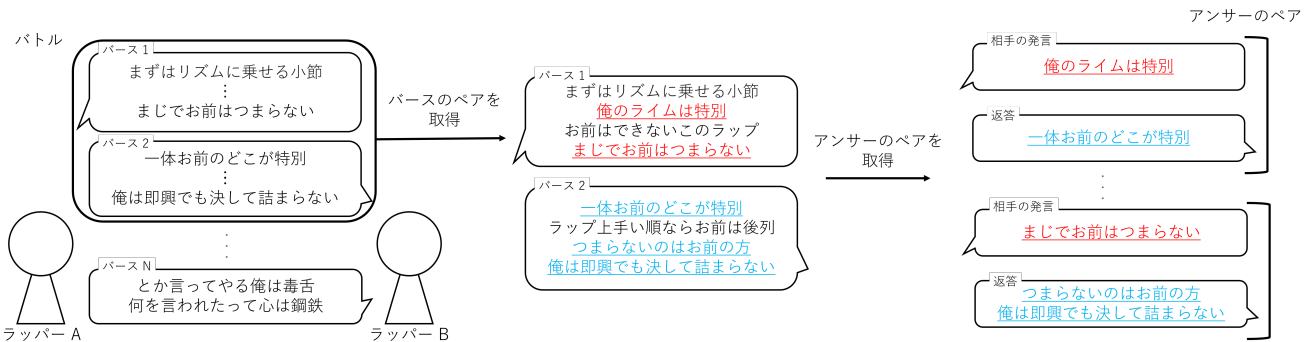 バトル
バース 1
まずはリズムに乗せる小節
⋮
まじでお前はつまらない
バース 2
一体お前のどこが特別
⋮
俺は即興でも決して詰まらない
バース N
とか言ってやる俺は毒舌
何を言われたって心は鋼鉄
ラッパー A
ラッパー B
バースのペアを
取得
バース 1
まずはリズムに乗せる小節
俺のライムは特別
お前はできないこのラップ
まじでお前はつまらない
バース 2
一体お前のどこが特別
ラップ上手い順ならお前は後列
つまらないのはお前の方
俺は即興でも決して詰まらない
アンサーのペアを
取得
アンサーのペア
相手の発言
俺のライムは特別
返答
一体お前のどこが特別
相手の発言
まじでお前はつまらない
返答
つまらないのはお前の方
俺は即興でも決して詰まらない